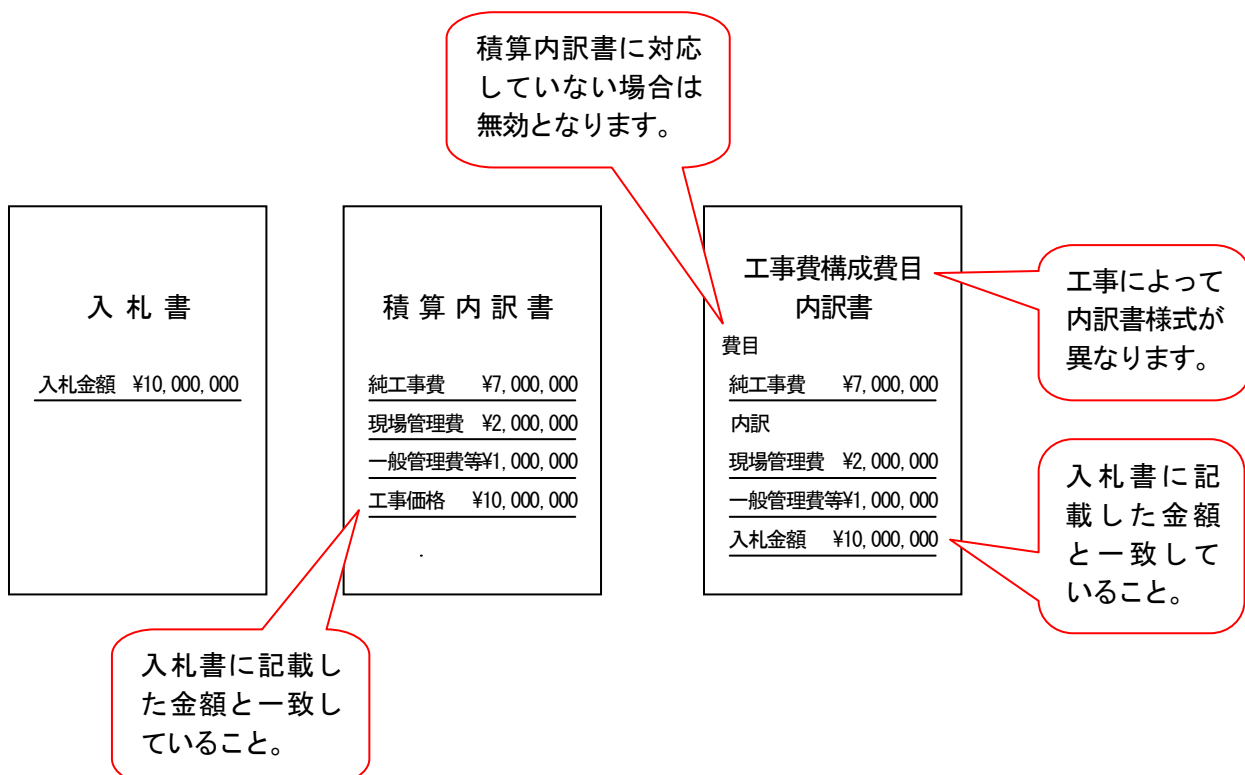 積算内訳書に対応
していない場合は
無効となります。
入札書
入札金額 ¥10,000,000
積算内訳書
純工事費 ¥7,000,000
現場管理費 ¥2,000,000
一般管理費等¥1,000,000
工事価格 ¥10,000,000
.
工事費構成費目
内訳書
費目
純工事費 ¥7,000,000
内訳
現場管理費 ¥2,000,000
一般管理費等¥1,000,000
入札金額 ¥10,000,000
工事によって
内訳書様式が
異なります。
入札書に記
載した金額
と一致して
いること。
入札書に記載し
た金額と一致し
ていること。